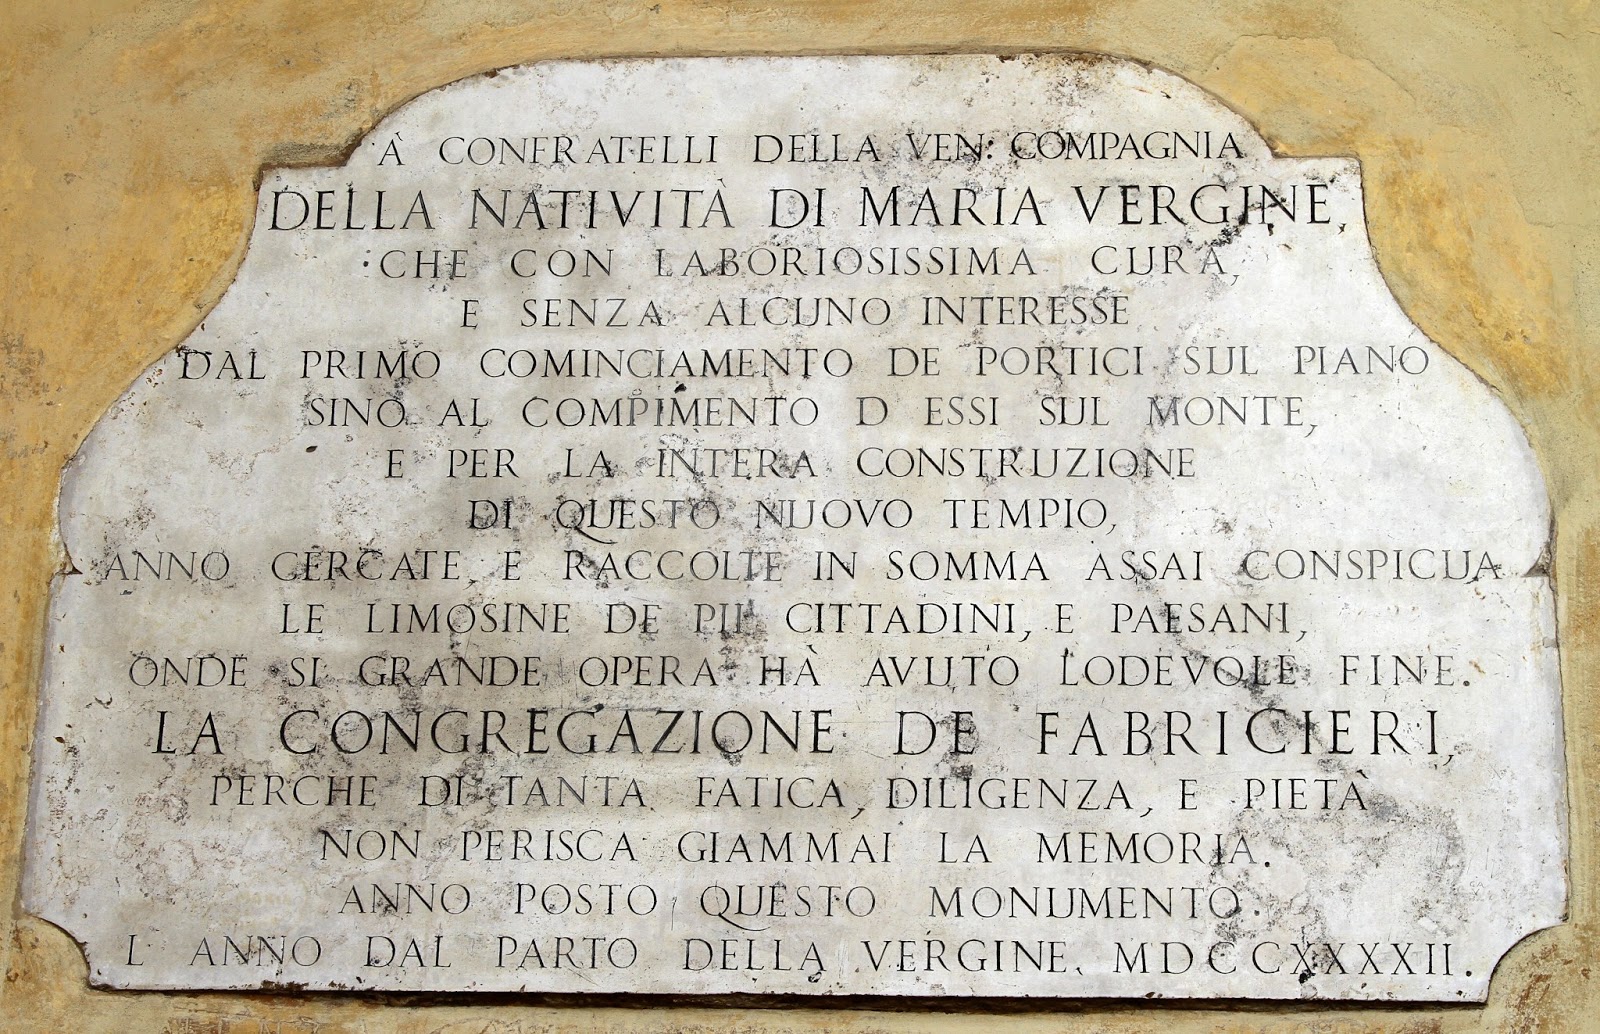 À CONFRATELLI DELLA VEN: COMPAGNIA
DELLA NATIVITÀ DI MARIA VERGINE,
CHE CON LABORIOSISSIMA CURA,
E SENZA ALCUNO INTERESSE
DAL PRIMO COMINCIAMENTO DE PORTICI SUL PIANO
SINO AL COMPIMENTO D ESSI SUL MONTE,
E PER LA INTERA CONSTRUZIONE
DI QUESTO NUOVO TEMPIO,
ANNO CERCATE, E RACCOLTE IN SOMMA ASSAI CONSPICUA
LE LIMOSINE DE PII CITTADINI, E PAESANI,
ONDE SI GRANDE OPERA HÀ AVUTO LODEVOLE FINE.
LA CONGREGAZIONE DE FABRICIERI,
PERCHE DI TANTA FATICA, DILIGENZA, E PIETÀ
NON PERISCA GIAMMAI LA MEMORIA.
ANNO POSTO QUESTO MONUMENTO.
L' ANNO DAL PARTO DELLA VERGINE. MDCCXXXXII.